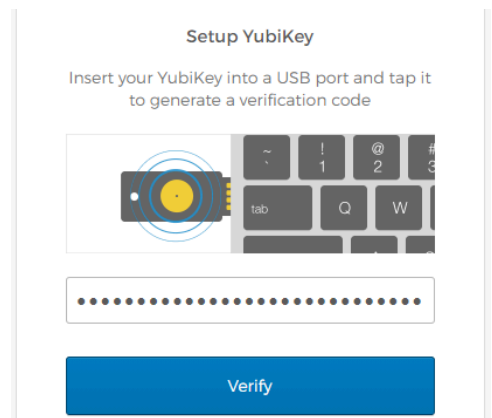 Setup YubiKey
Insert your YubiKey into a USB port and tap it
to generate a verification code
~ ! @ #
` 1 2 3
tab Q W
••••••••••••••••••••••••••••••
Verify